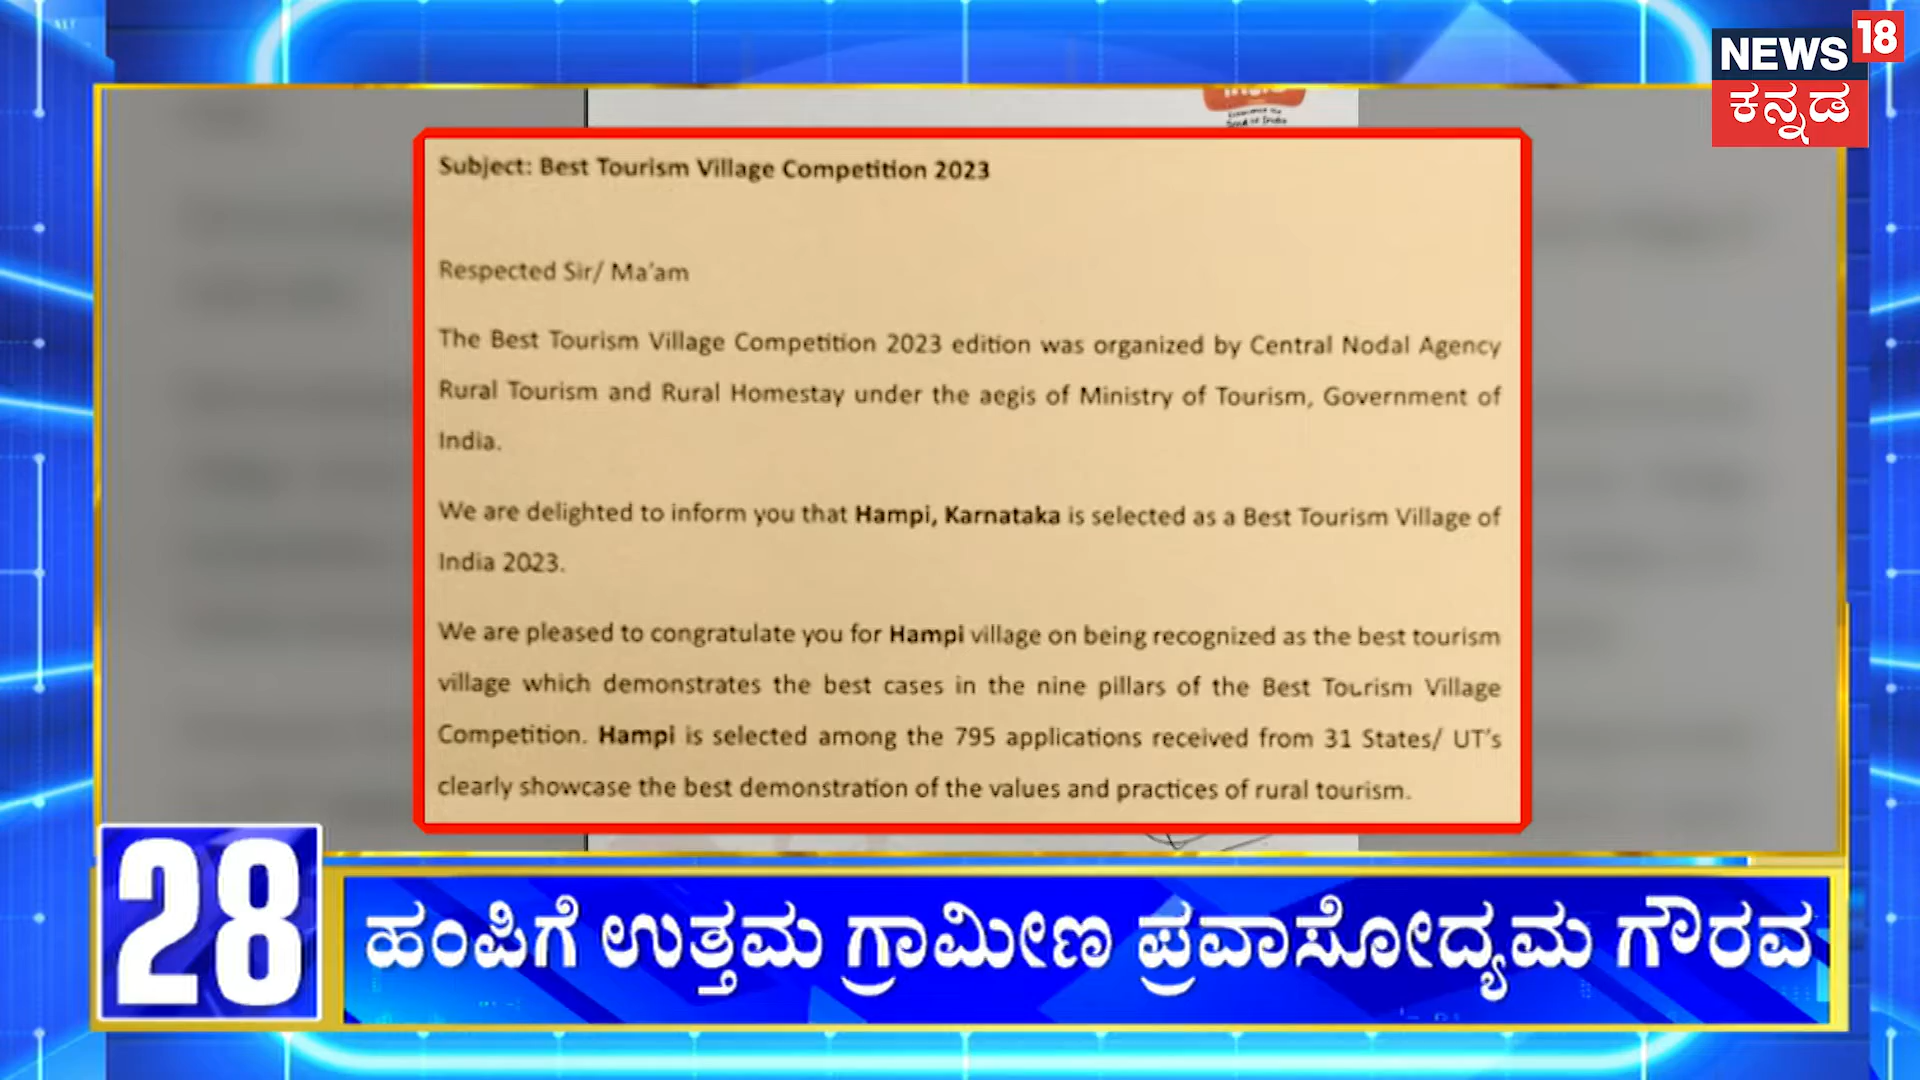 NEWS 18
ಕನ್ನಡ
Seal of India
Subject: Best Tourism Village Competition 2023
Respected Sir/ Ma'am
The Best Tourism Village Competition 2023 edition was organized by Central Nodal Agency
Rural Tourism and Rural Homestay under the aegis of Ministry of Tourism, Government of
India.
We are delighted to inform you that Hampi, Karnataka is selected as a Best Tourism Village of
India 2023.
We are pleased to congratulate you for Hampi village on being recognized as the best tourism
village which demonstrates the best cases in the nine pillars of the Best Tourism Village
Competition. Hampi is selected among the 795 applications received from 31 States/ UT's
clearly showcase the best demonstration of the values and practices of rural tourism.
28
ಹಂಪಿಗೆ ಉತ್ತಮ ಗ್ರಾಮೀಣ ಪ್ರವಾಸೋದ್ಯಮ ಗೌರವ